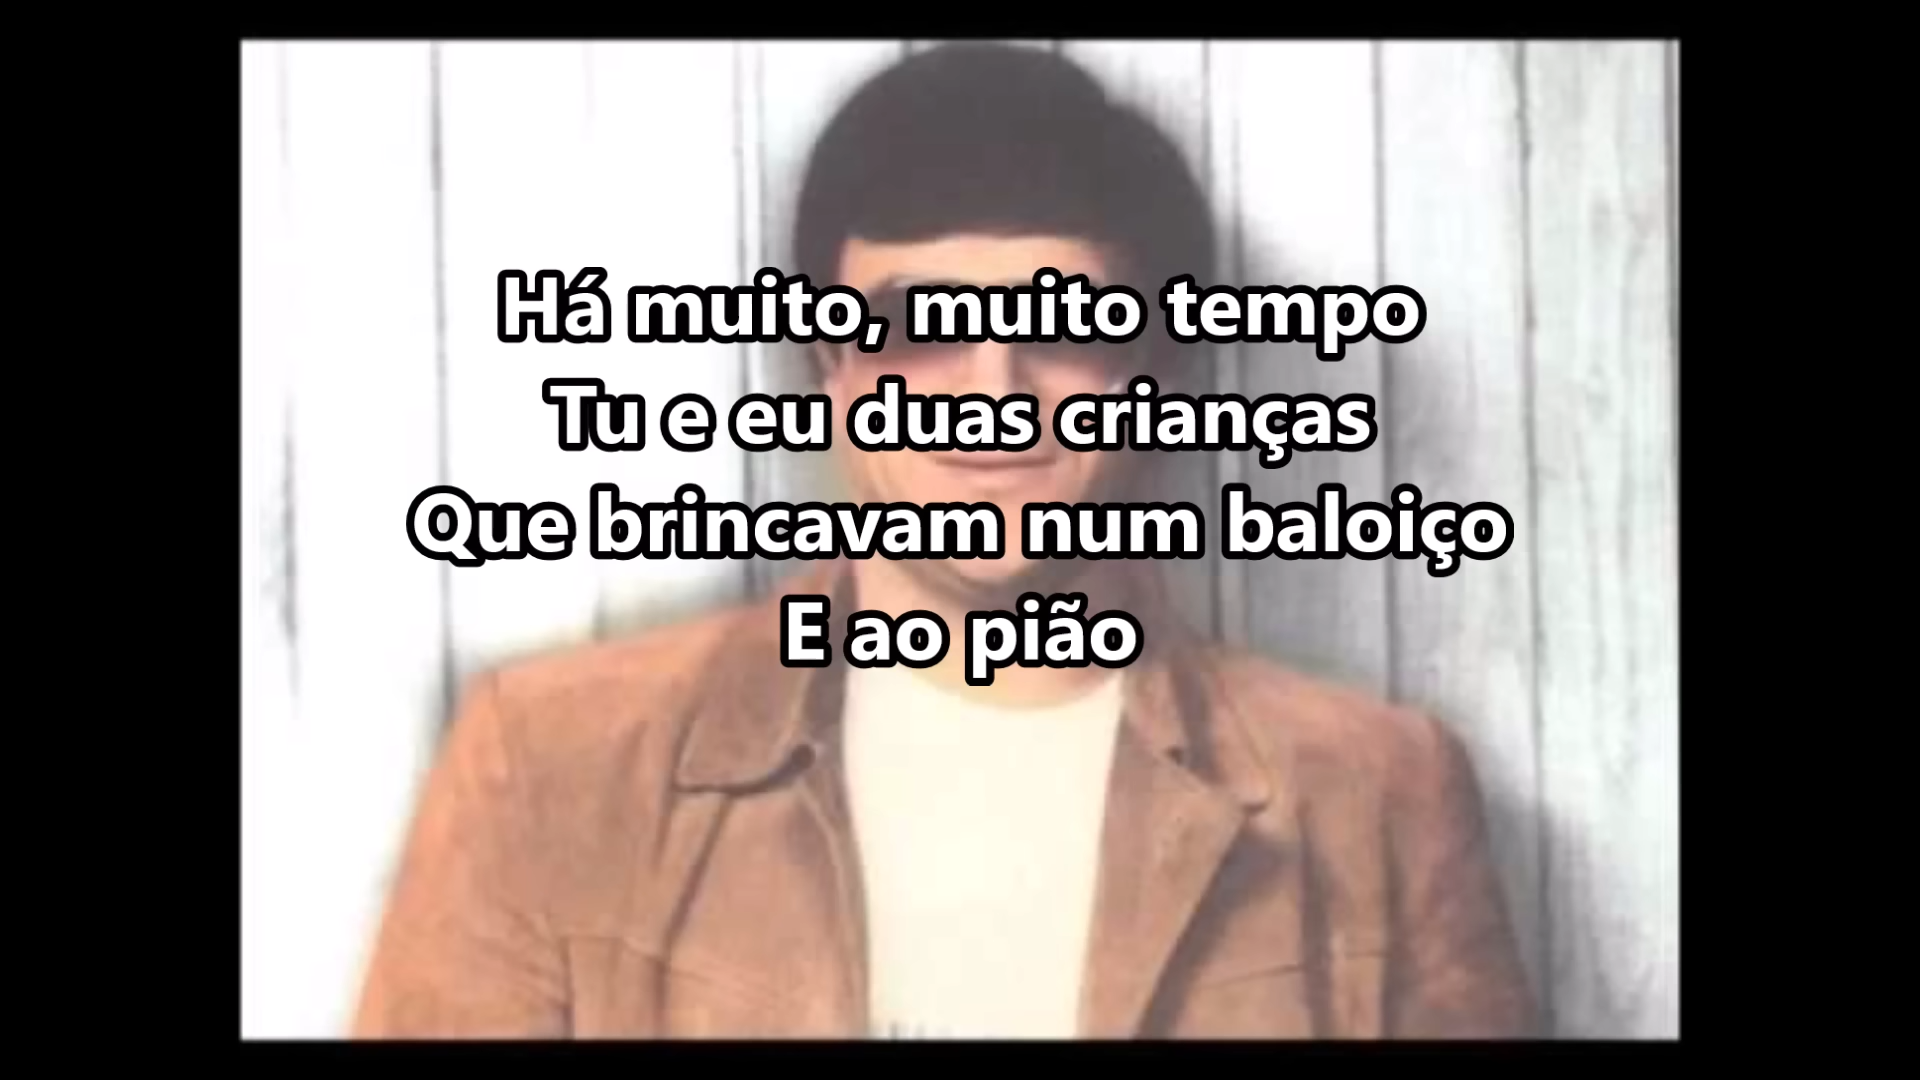 Há muito, muito tempo
Tu e eu duas crianças
Que brincavam num baloiço
E ao pião